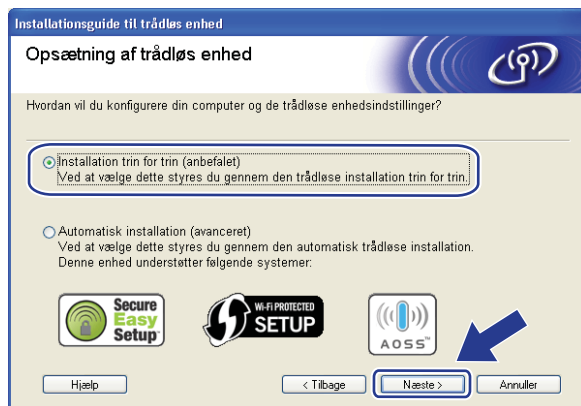 Installationsguide til trådløs enhed
Opsætning af trådløs enhed
Hvordan vil du konfigurere din computer og de trådløse enhedsindstillinger?
Installation trin for trin (anbefalet)
Ved at vælge dette styres du gennem den trådløse installation trin for trin.
Automatisk installation (avanceret)
Ved at vælge dette styres du gennem den automatisk trådløse installation.
Denne enhed understøtter følgende systemer:
Secure
Easy
Setup™
Wi-Fi PROTECTED
SETUP
AOSS™
Hjælp
< Tilbage
Næste >
Annuller